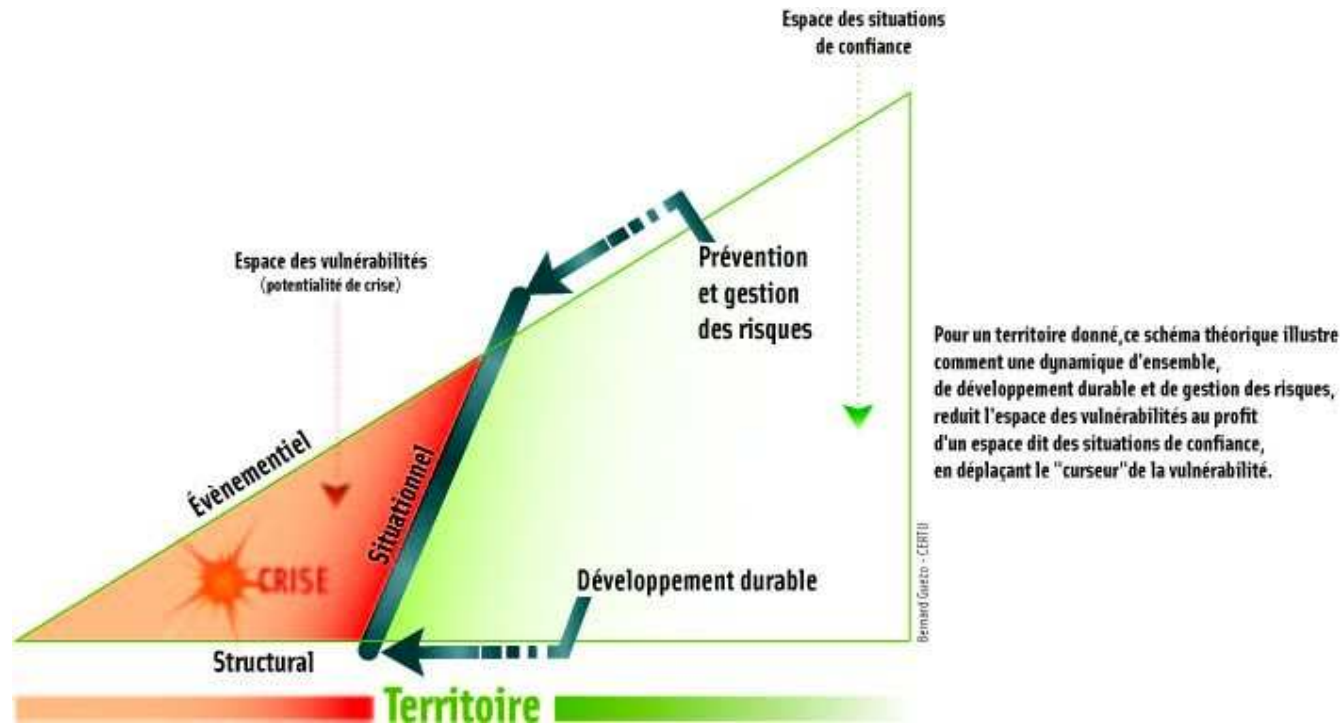 Espace des situations
de confiance
Espace des vulnérabilités
(potentialité de crise)
Prévention
et gestion
des risques
Pour un territoire donné,ce schéma théorique illustre
comment une dynamique d'ensemble,
de développement durable et de gestion des risques,
reduit l'espace des vulnérabilités au profit
d'un espace dit des situations de confiance,
en déplaçant le "curseur"de la vulnérabilité.
Évènementiel
Situationnel
CRISE
Développement durable
Structural
Territoire
Bernard Guézo - CERTU